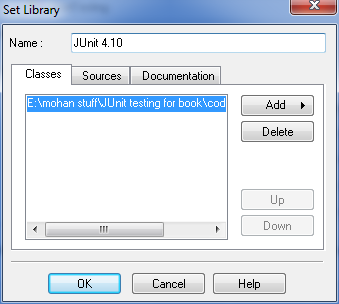 Set Library
Name : JUnit 4.10
Classes Sources Documentation
E:\mohan stuff\JUnit testing for book\cod
Add
Delete
Up
Down
OK Cancel Help